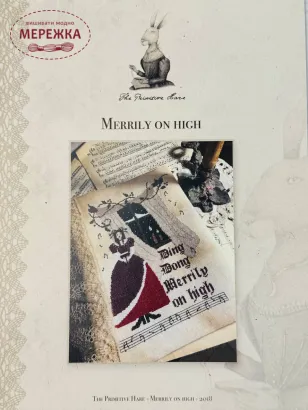 вишивати модно
МЕРЕЖКА
The Primitive Hare
MERRILY ON HIGH
Ding
Dong
Merrily
on high
THE PRIMITIVE HARE - MERRILY ON HIGH - 2018